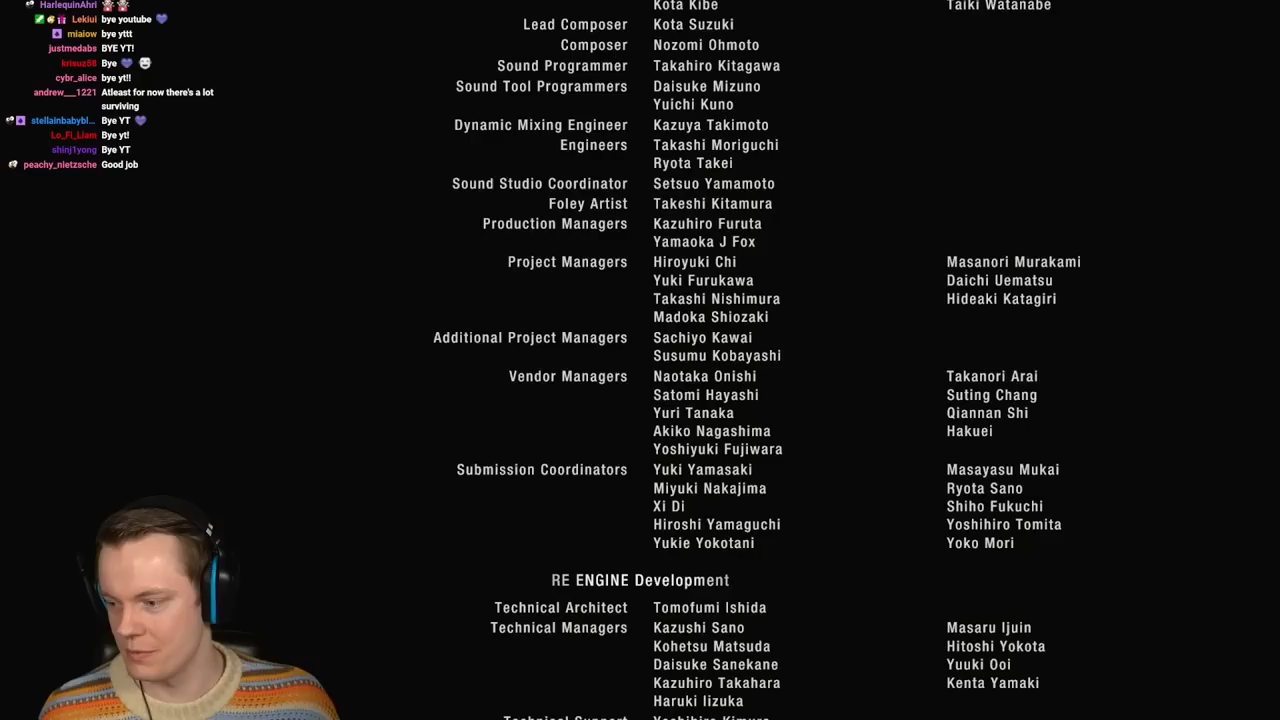 HarlequinAhri
Lekiui bye youtube
miaiow bye yttt
justmedabs BYE YT!
krisuz58 Bye
cybr_alice bye yt!!
andrew___1221 Atleast for now there's a lot
surviving
stellainbabybl... Bye YT
Lo_Fi_Liam Bye yt!
shinj1yong Bye YT
peachy_nietzsche Good job
Kota Kibe Taiki Watanabe
Lead Composer Kota Suzuki
Composer Nozomi Ohmoto
Sound Programmer Takahiro Kitagawa
Sound Tool Programmers Daisuke Mizuno
Yuichi Kuno
Dynamic Mixing Engineer Kazuya Takimoto
Engineers Takashi Moriguchi
Ryota Takei
Sound Studio Coordinator Setsuo Yamamoto
Foley Artist Takeshi Kitamura
Production Managers Kazuhiro Furuta
Yamaoka J Fox
Project Managers Hiroyuki Chi Masanori Murakami
Yuki Furukawa Daichi Uematsu
Takashi Nishimura Hideaki Katagiri
Madoka Shiozaki
Additional Project Managers Sachiyo Kawai
Susumu Kobayashi
Vendor Managers Naotaka Onishi Takanori Arai
Satomi Hayashi Suting Chang
Yuri Tanaka Qiannan Shi
Akiko Nagashima Hakuei
Yoshiyuki Fujiwara
Submission Coordinators Yuki Yamasaki Masayasu Mukai
Miyuki Nakajima Ryota Sano
Xi Di Shiho Fukuchi
Hiroshi Yamaguchi Yoshihiro Tomita
Yukie Yokotani Yoko Mori
RE ENGINE Development
Technical Architect Tomofumi Ishida
Technical Managers Kazushi Sano Masaru Ijuin
Kohetsu Matsuda Hitoshi Yokota
Daisuke Sanekane Yuuki Ooi
Kazuhiro Takahara Kenta Yamaki
Haruki Iizuka
Technical Support Yoshihiro Kimura